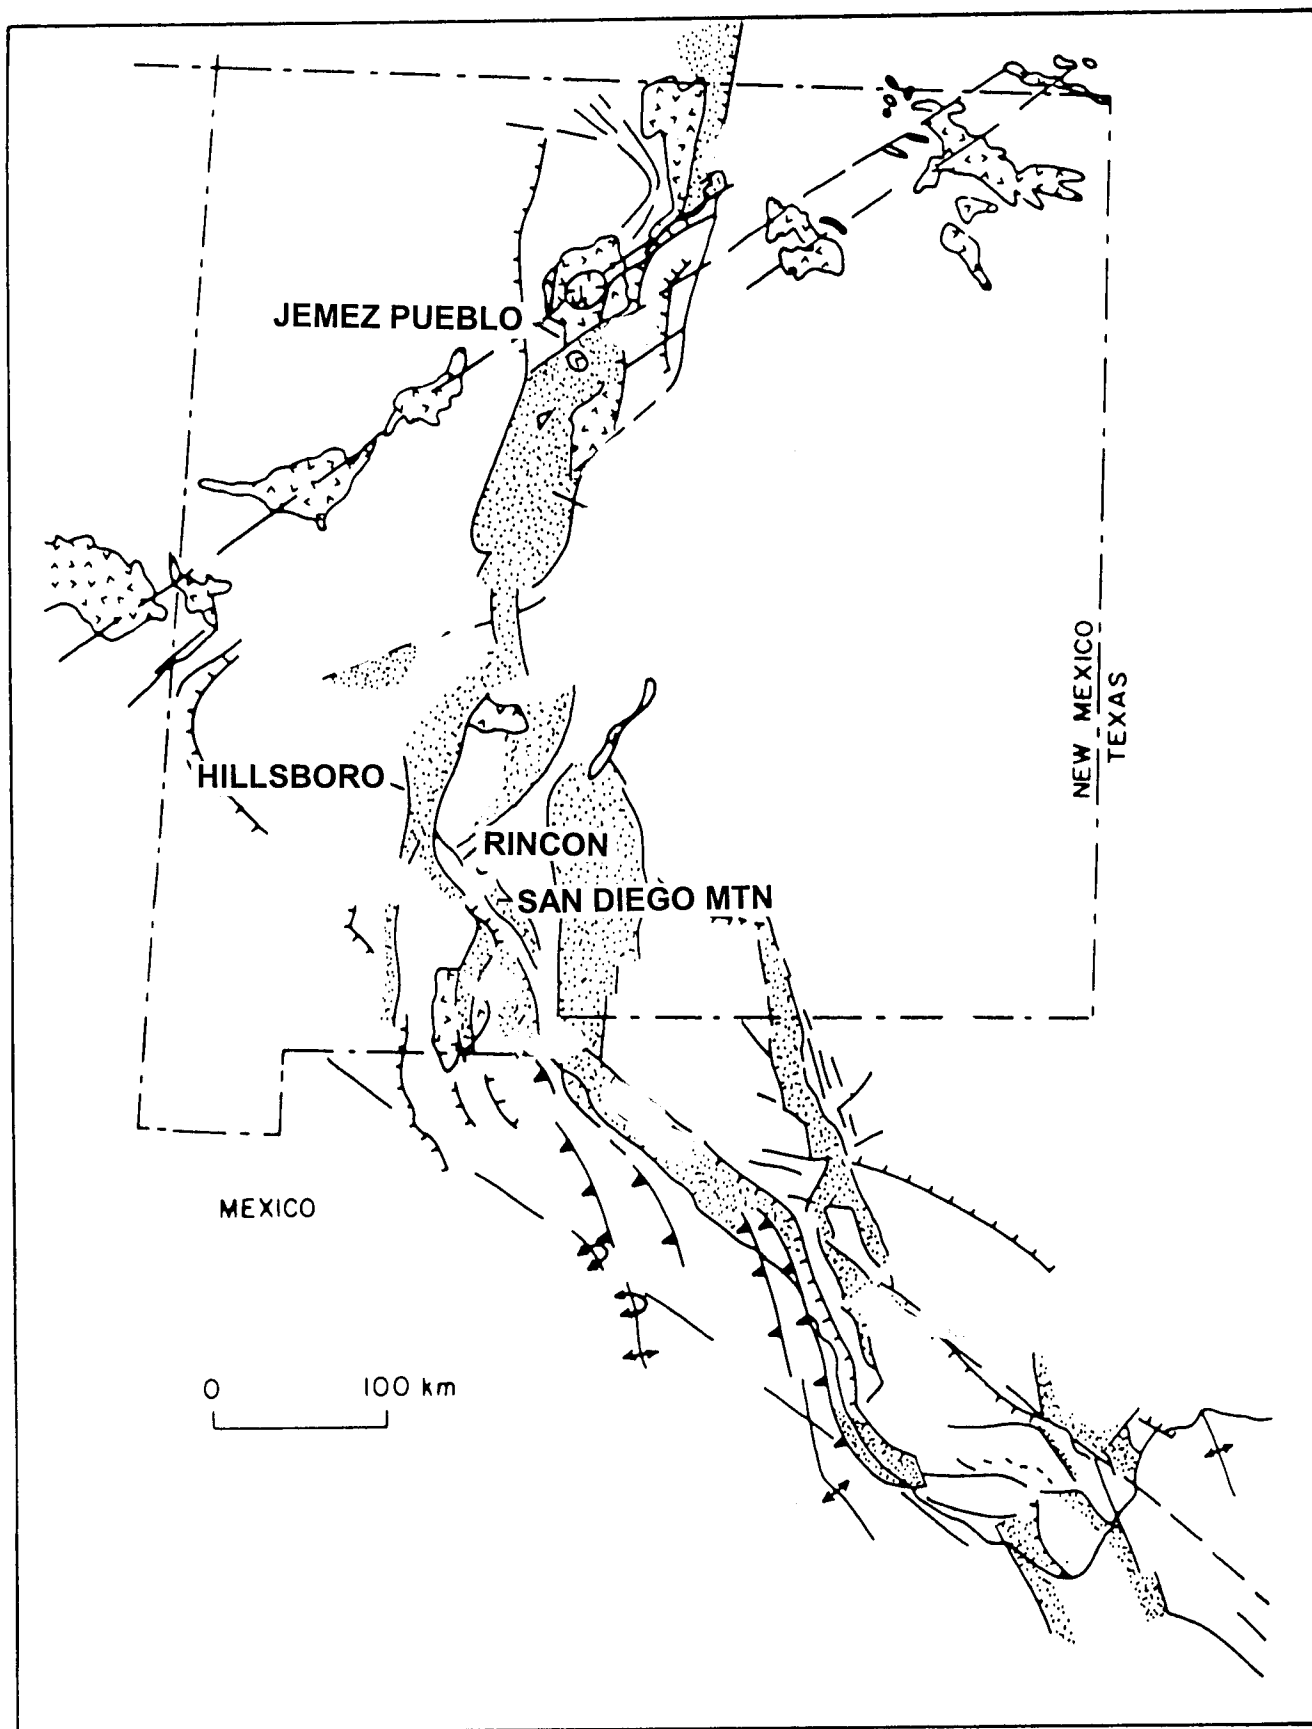 JEMEZ PUEBLO
NEW MEXICO
TEXAS
HILLSBORO
RINCON
SAN DIEGO MTN
MEXICO
0 100 km